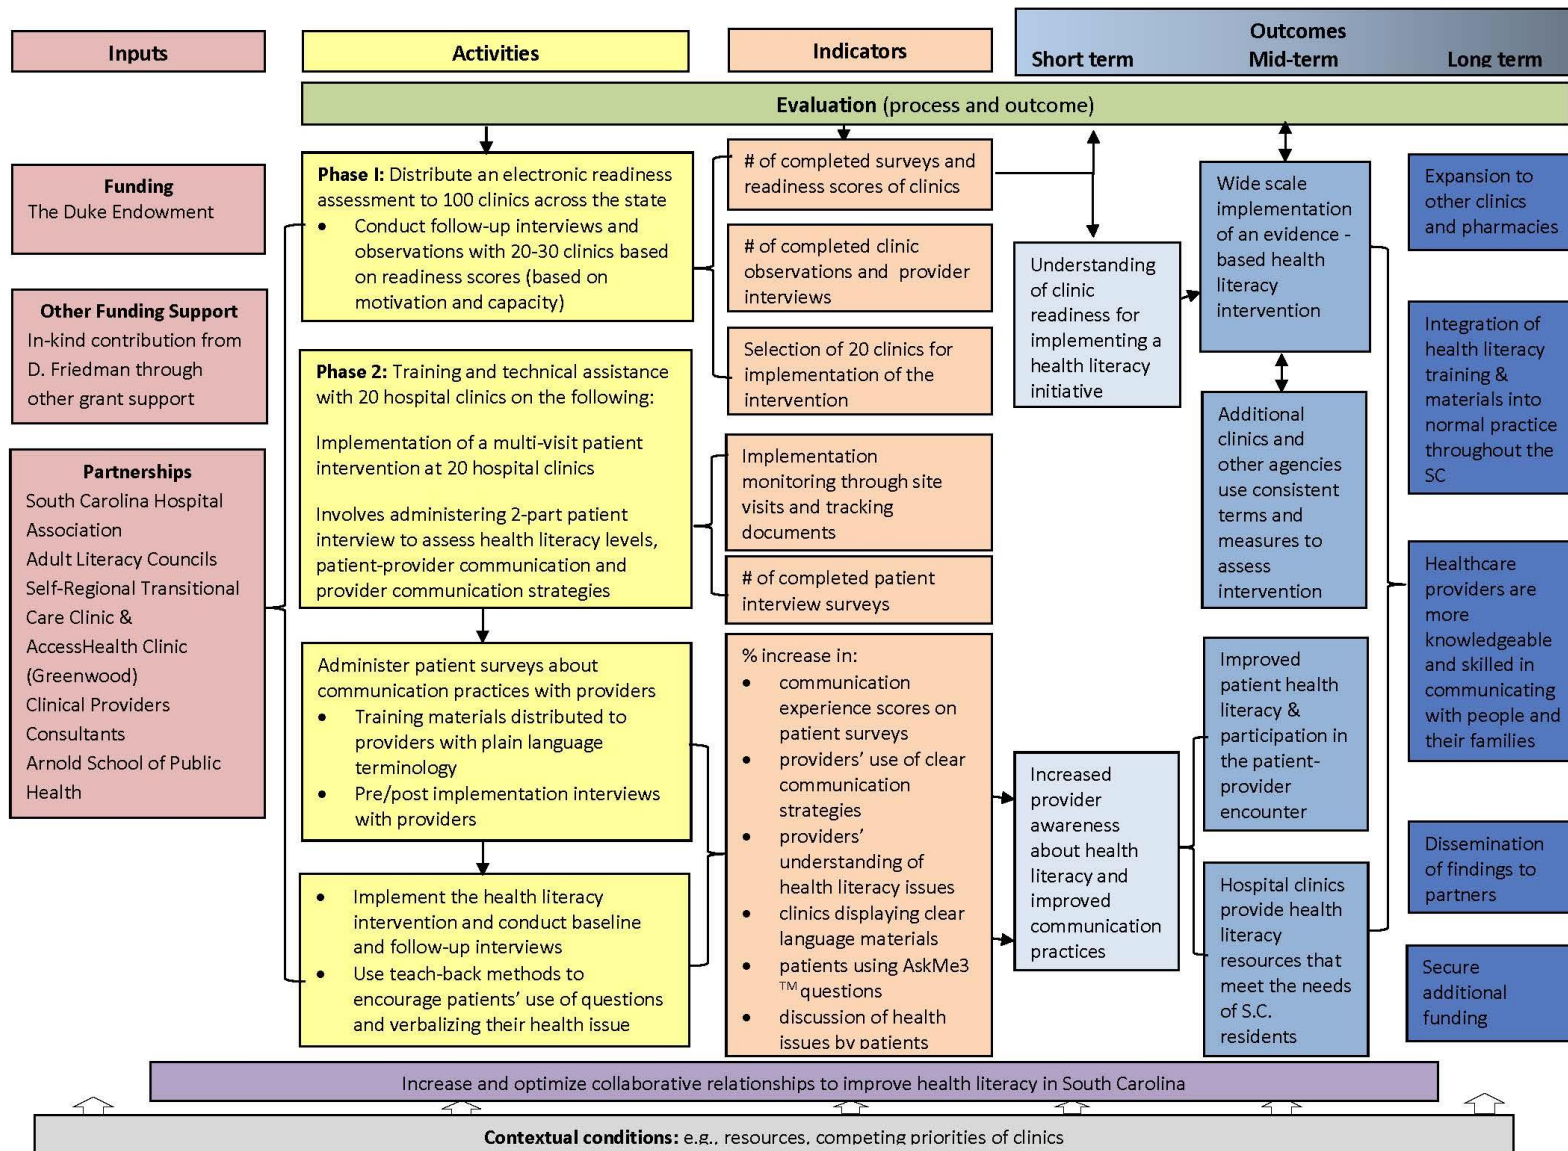 Inputs
Activities
Indicators
Outcomes
Short term
Mid-term
Long term
Evaluation (process and outcome)
Funding
The Duke Endowment
Other Funding Support
In-kind contribution from
D. Friedman through
other grant support
Partnerships
South Carolina Hospital
Association
Adult Literacy Councils
Self-Regional Transitional
Care Clinic &
AccessHealth Clinic
(Greenwood)
Clinical Providers
Consultants
Arnold School of Public
Health
Phase I: Distribute an electronic readiness
assessment to 100 clinics across the state
• Conduct follow-up interviews and
observations with 20-30 clinics based
on readiness scores (based on
motivation and capacity)
Phase 2: Training and technical assistance
with 20 hospital clinics on the following:
Implementation of a multi-visit patient
intervention at 20 hospital clinics
Involves administering 2-part patient
interview to assess health literacy levels,
patient-provider communication and
provider communication strategies
Administer patient surveys about
communication practices with providers
• Training materials distributed to
providers with plain language
terminology
• Pre/post implementation interviews
with providers
• Implement the health literacy
intervention and conduct baseline
and follow-up interviews
• Use teach-back methods to
encourage patients' use of questions
and verbalizing their health issue
# of completed surveys and
readiness scores of clinics
# of completed clinic
observations and provider
interviews
Selection of 20 clinics for
implementation of the
intervention
Implementation
monitoring through site
visits and tracking
documents
# of completed patient
interview surveys
% increase in:
• communication
experience scores on
patient surveys
• providers' use of clear
communication
strategies
• providers'
understanding of
health literacy issues
• clinics displaying clear
language materials
• patients using AskMe3
™ questions
• discussion of health
issues by patients
Understanding
of clinic
readiness for
implementing a
health literacy
initiative
Increased
provider
awareness
about health
literacy and
improved
communication
practices
Wide scale
implementation
of an evidence -
based health
literacy
intervention
Additional
clinics and
other agencies
use consistent
terms and
measures to
assess
intervention
Improved
patient health
literacy &
participation in
the patient-
provider
encounter
Hospital clinics
provide health
literacy
resources that
meet the needs
of S.C.
residents
Expansion to
other clinics
and pharmacies
Integration of
health literacy
training &
materials into
normal practice
throughout the
SC
Healthcare
providers are
more
knowledgeable
and skilled in
communicating
with people and
their families
Dissemination
of findings to
partners
Secure
additional
funding
Increase and optimize collaborative relationships to improve health literacy in South Carolina
Contextual conditions: e.g., resources, competing priorities of clinics